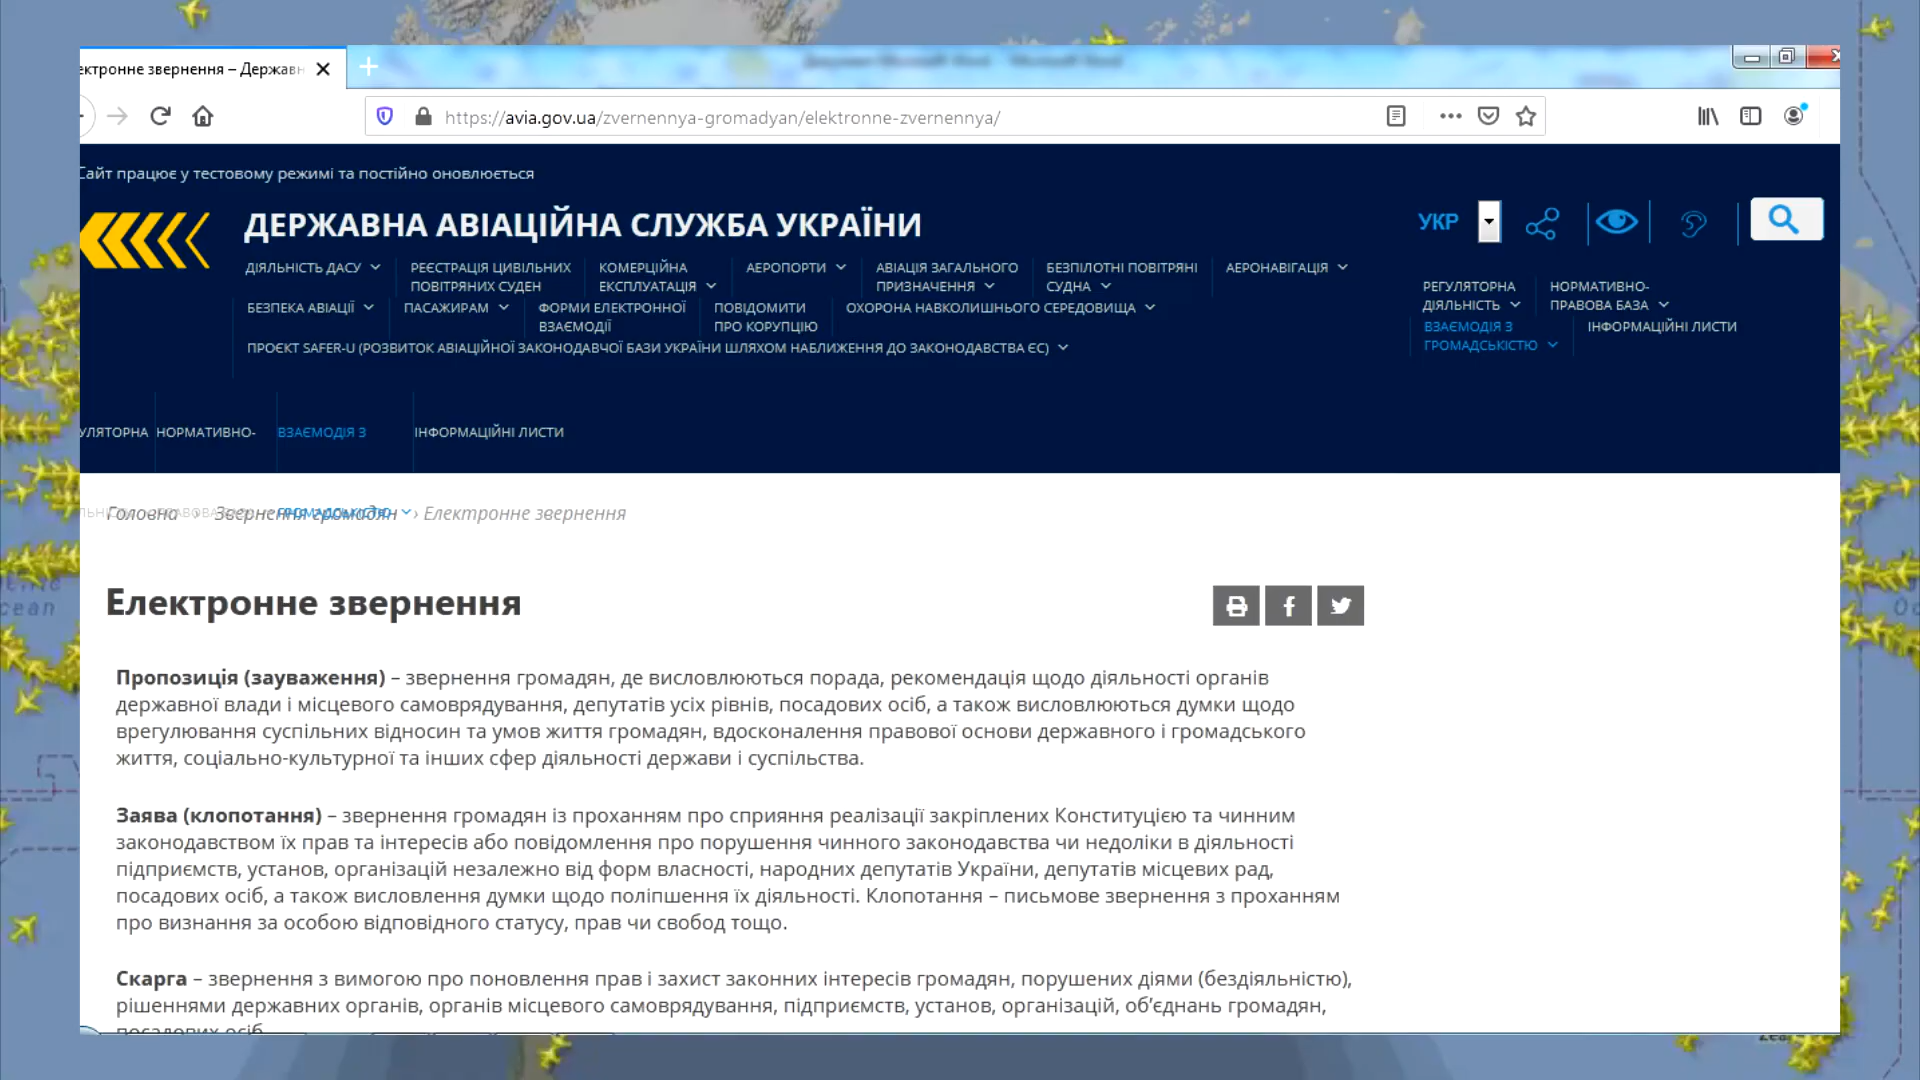 ктронне звернення – Державн
https://avia.gov.ua/zvernennya-gromadyan/elektronne-zvernennya/
Сайт працює у тестовому режимі та постійно оновлюється
ДЕРЖАВНА АВІАЦІЙНА СЛУЖБА УКРАЇНИ
УКР
ДІЯЛЬНІСТЬ ДАСУ
РЕЄСТРАЦІЯ ЦИВІЛЬНИХ
ПОВІТРЯНИХ СУДЕН
КОМЕРЦІЙНА
ЕКСПЛУАТАЦІЯ
АЕРОПОРТИ
АВІАЦІЯ ЗАГАЛЬНОГО
ПРИЗНАЧЕННЯ
БЕЗПІЛОТНІ ПОВІТРЯНІ
СУДНА
АЕРОНАВІГАЦІЯ
БЕЗПЕКА АВІАЦІЇ
ПАСАЖИРАМ
ФОРМИ ЕЛЕКТРОННОЇ
ВЗАЄМОДІЇ
ПОВІДОМИТИ
ПРО КОРУПЦІЮ
ОХОРОНА НАВКОЛИШНЬОГО СЕРЕДОВИЩА
ПРОЄКТ SAFER-U (РОЗВИТОК АВІАЦІЙНОЇ ЗАКОНОДАВЧОЇ БАЗИ УКРАЇНИ ШЛЯХОМ НАБЛИЖЕННЯ ДО ЗАКОНОДАВСТВА ЄС)
РЕГУЛЯТОРНА
ДІЯЛЬНІСТЬ
НОРМАТИВНО-
ПРАВОВА БАЗА
ВЗАЄМОДІЯ З
ГРОМАДСЬКІСТЮ
ІНФОРМАЦІЙНІ ЛИСТИ
УЛЯТОРНА НОРМАТИВНО- ВЗАЄМОДІЯ З ІНФОРМАЦІЙНІ ЛИСТИ
Головна › Звернення громадян › Електронне звернення
Електронне звернення
Пропозиція (зауваження) – звернення громадян, де висловлюються порада, рекомендація щодо діяльності органів
державної влади і місцевого самоврядування, депутатів усіх рівнів, посадових осіб, а також висловлюються думки щодо
врегулювання суспільних відносин та умов життя громадян, вдосконалення правової основи державного і громадського
життя, соціально-культурної та інших сфер діяльності держави і суспільства.
Заява (клопотання) – звернення громадян із проханням про сприяння реалізації закріплених Конституцією та чинним
законодавством їх прав та інтересів або повідомлення про порушення чинного законодавства чи недоліки в діяльності
підприємств, установ, організацій незалежно від форм власності, народних депутатів України, депутатів місцевих рад,
посадових осіб, а також висловлення думки щодо поліпшення їх діяльності. Клопотання – письмове звернення з проханням
про визнання за особою відповідного статусу, прав чи свобод тощо.
Скарга – звернення з вимогою про поновлення прав і захист законних інтересів громадян, порушених діями (бездіяльністю),
рішеннями державних органів, органів місцевого самоврядування, підприємств, установ, організацій, об’єднань громадян,
посадових осіб